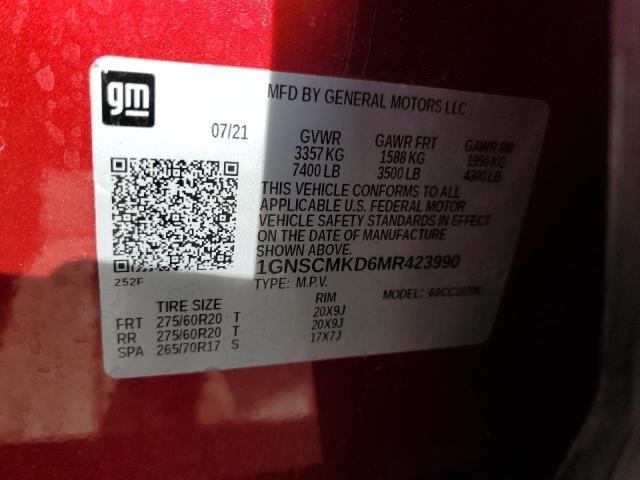 gm
MFD BY GENERAL MOTORS LLC
07/21
GVWR GAWR FRT GAWR RR
3357 KG 1588 KG 1950 KG
7400 LB 3500 LB 4300 LB
THIS VEHICLE CONFORMS TO ALL
APPLICABLE U.S. FEDERAL MOTOR
VEHICLE SAFETY STANDARDS IN EFFECT
ON THE DATE OF MANUFACTURE
SHOWN ABOVE.
1GNSCMKD6MR423990
252F
TYPE: M.P.V. MODEL:
TIRE SIZE RIM
FRT 275/60R20 T 20X9J
RR 275/60R20 T 20X9J
SPA 265/70R17 S 17X7J